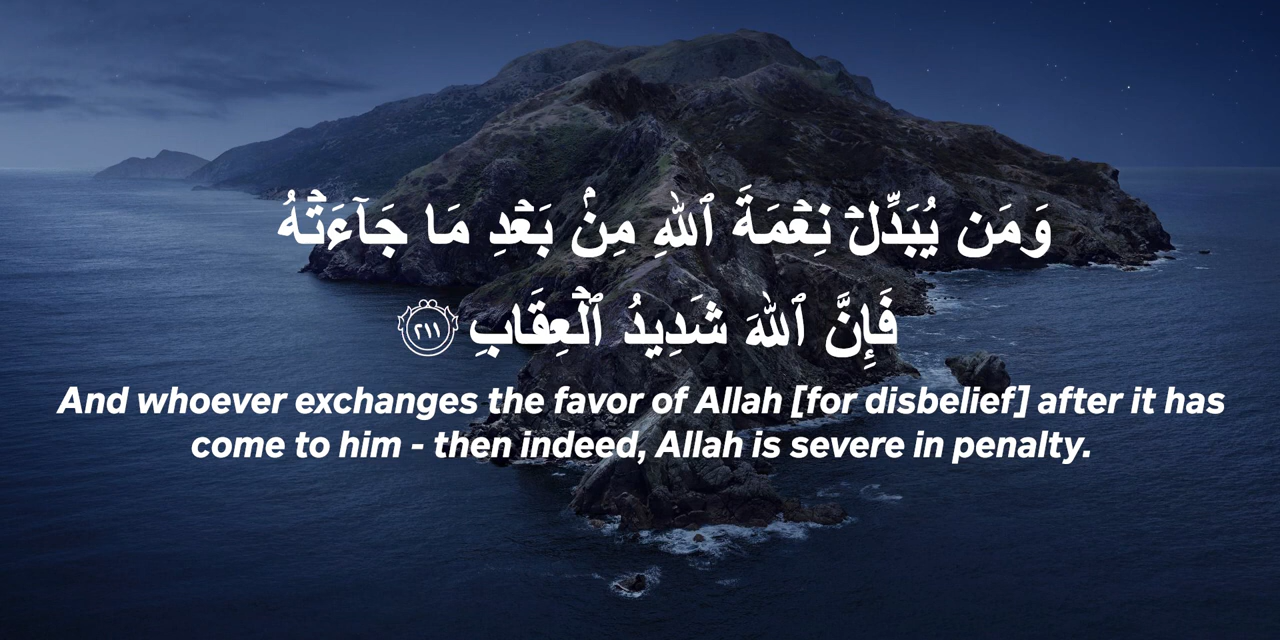 وَمَن يُبَدِّلۡ نِعۡمَةَ ٱللَّهِ مِنۢ بَعۡدِ مَا جَآءَتۡهُ
فَإِنَّ ٱللَّهَ شَدِيدُ ٱلۡعِقَابِ ٢١١
And whoever exchanges the favor of Allah [for disbelief] after it has
come to him - then indeed, Allah is severe in penalty.